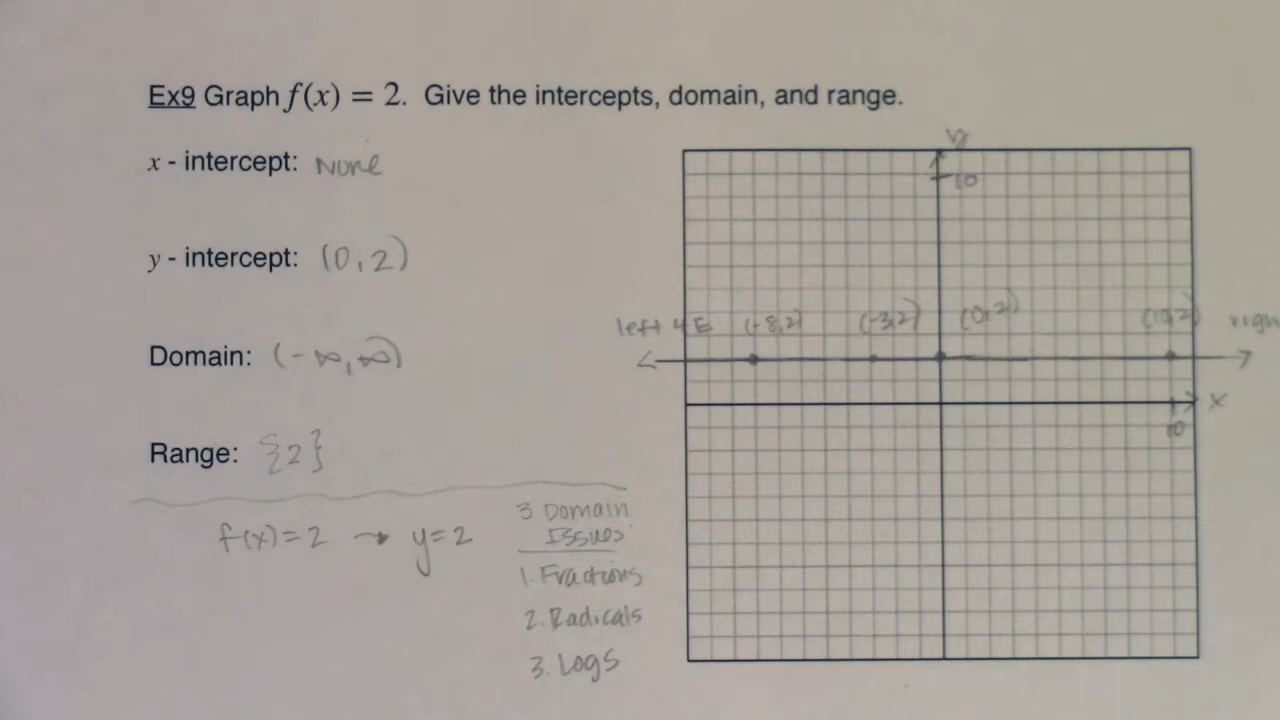 Ex9 Graph f(x) = 2. Give the intercepts, domain, and range.
x - intercept: None
y - intercept: (0,2)
Domain: (-∞,∞)
Range: {2}
f(x)=2 → y=2
3 Domain
Issues
1. Fractions
2. Radicals
3. Logs
y
10
left (-8,2) (-3,2) (0,2) (10,2)
x
10